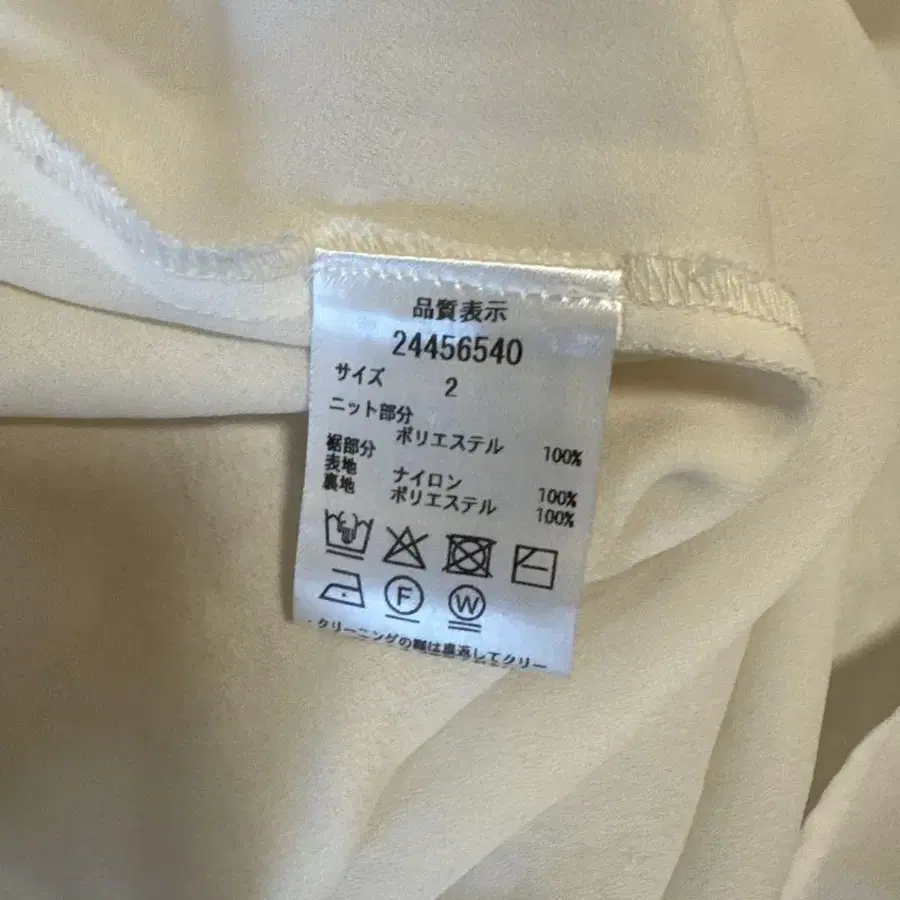 品質表示
24456540
サイズ 2
ニット部分
ポリエステル 100%
裾部分
表地 ナイロン 100%
裏地 ポリエステル 100%
F W
・クリーニングの際は裏返してクリー